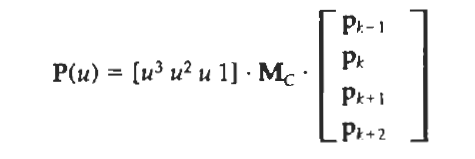 P(u) = [u³ u² u 1] · M_C · [
p_{k-1}
p_k
p_{k+1}
p_{k+2}
]